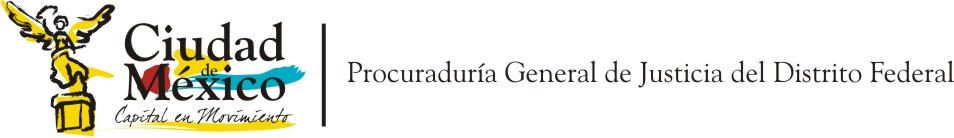 Ciudad
de
México
Capital en Movimiento
Procuraduría General de Justicia del Distrito Federal